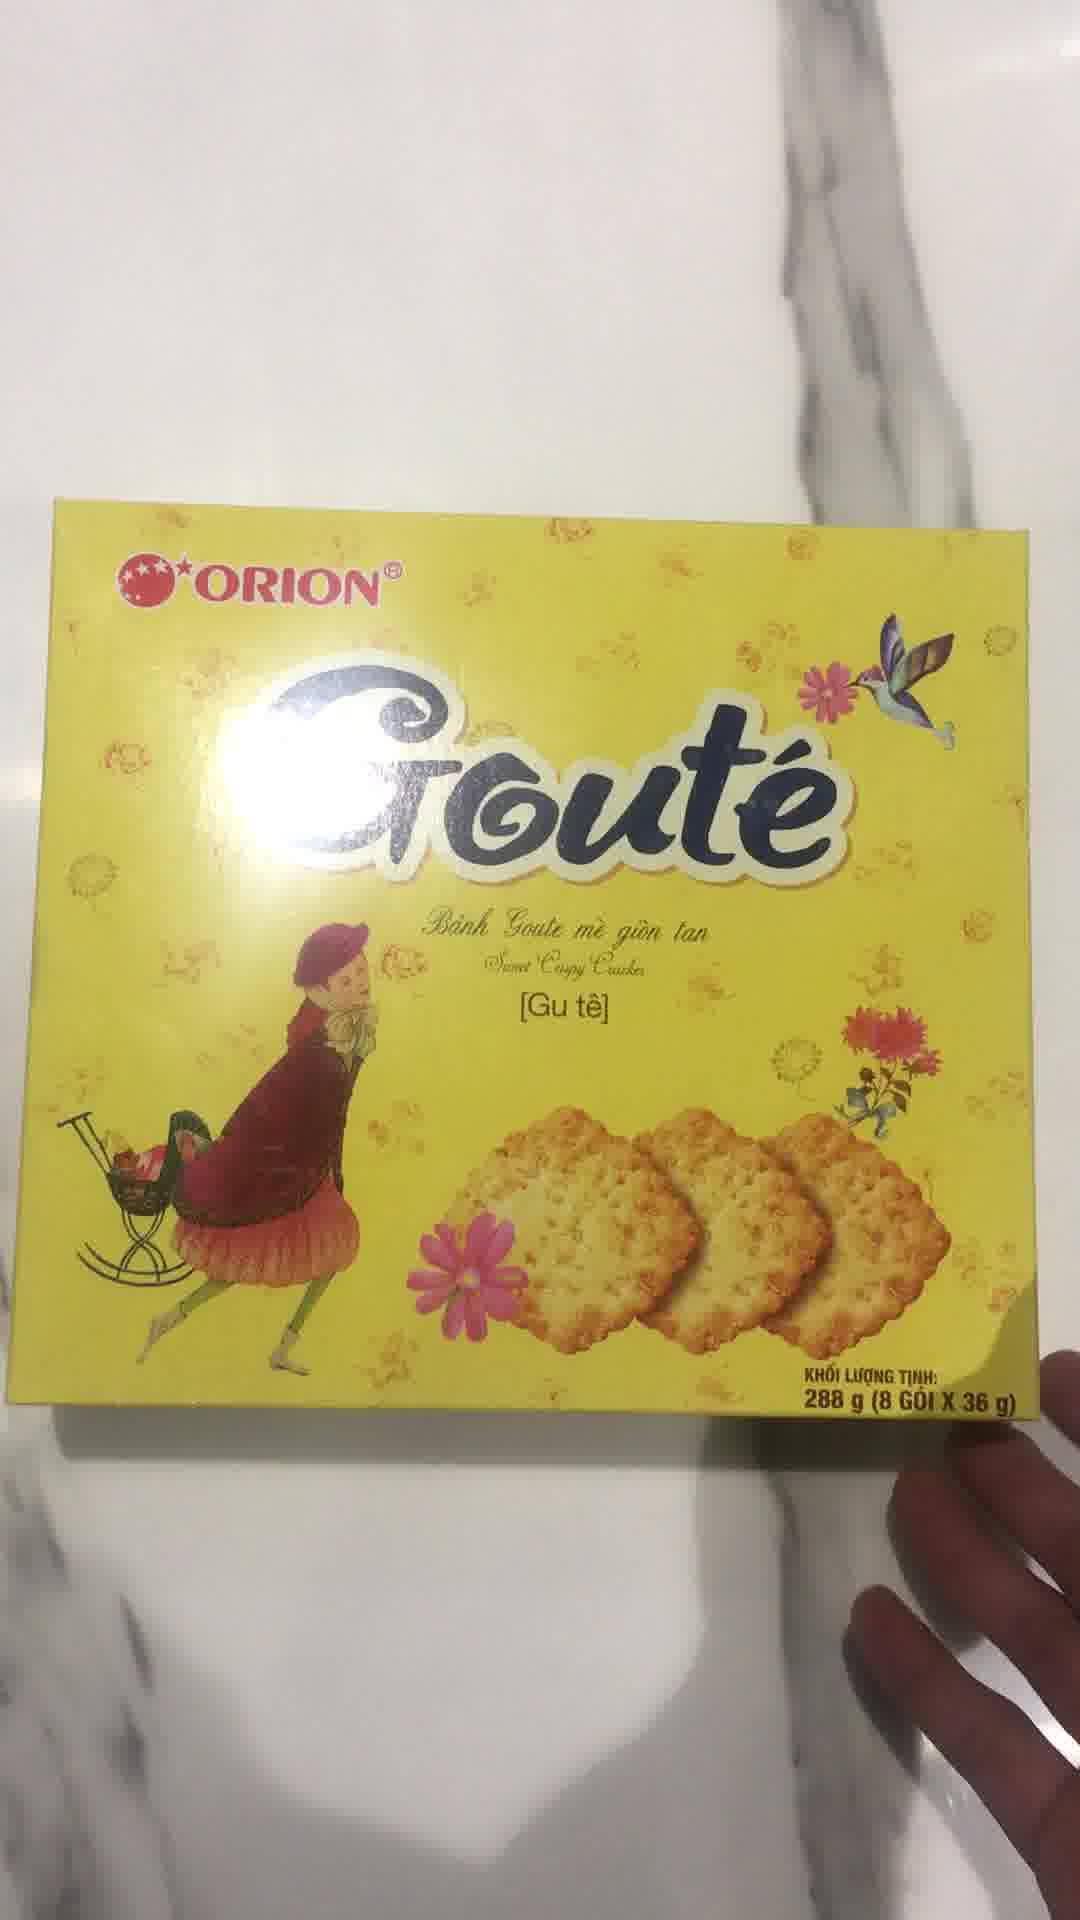 ORION®
Gouté
Bánh Goute mè giòn tan
Sweet Crispy Cracker
[Gu tê]
KHỐI LƯỢNG TỊNH:
288 g (8 GÓI X 36 g)